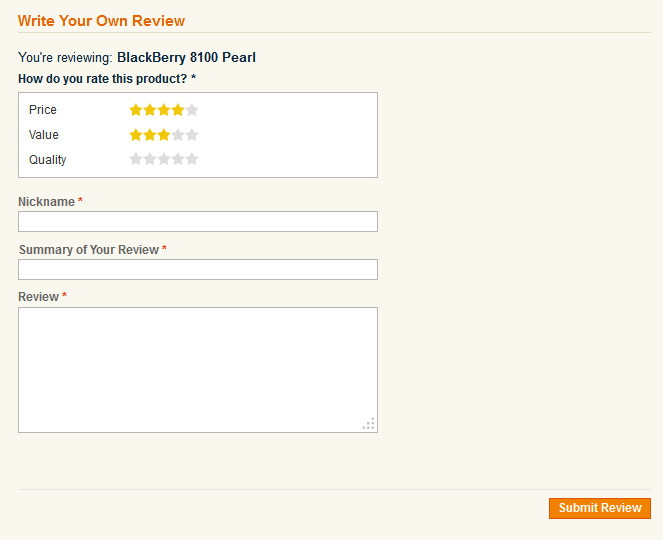 Write Your Own Review
You're reviewing: BlackBerry 8100 Pearl
How do you rate this product? *
Price
Value
Quality
Nickname *
Summary of Your Review *
Review *
Submit Review